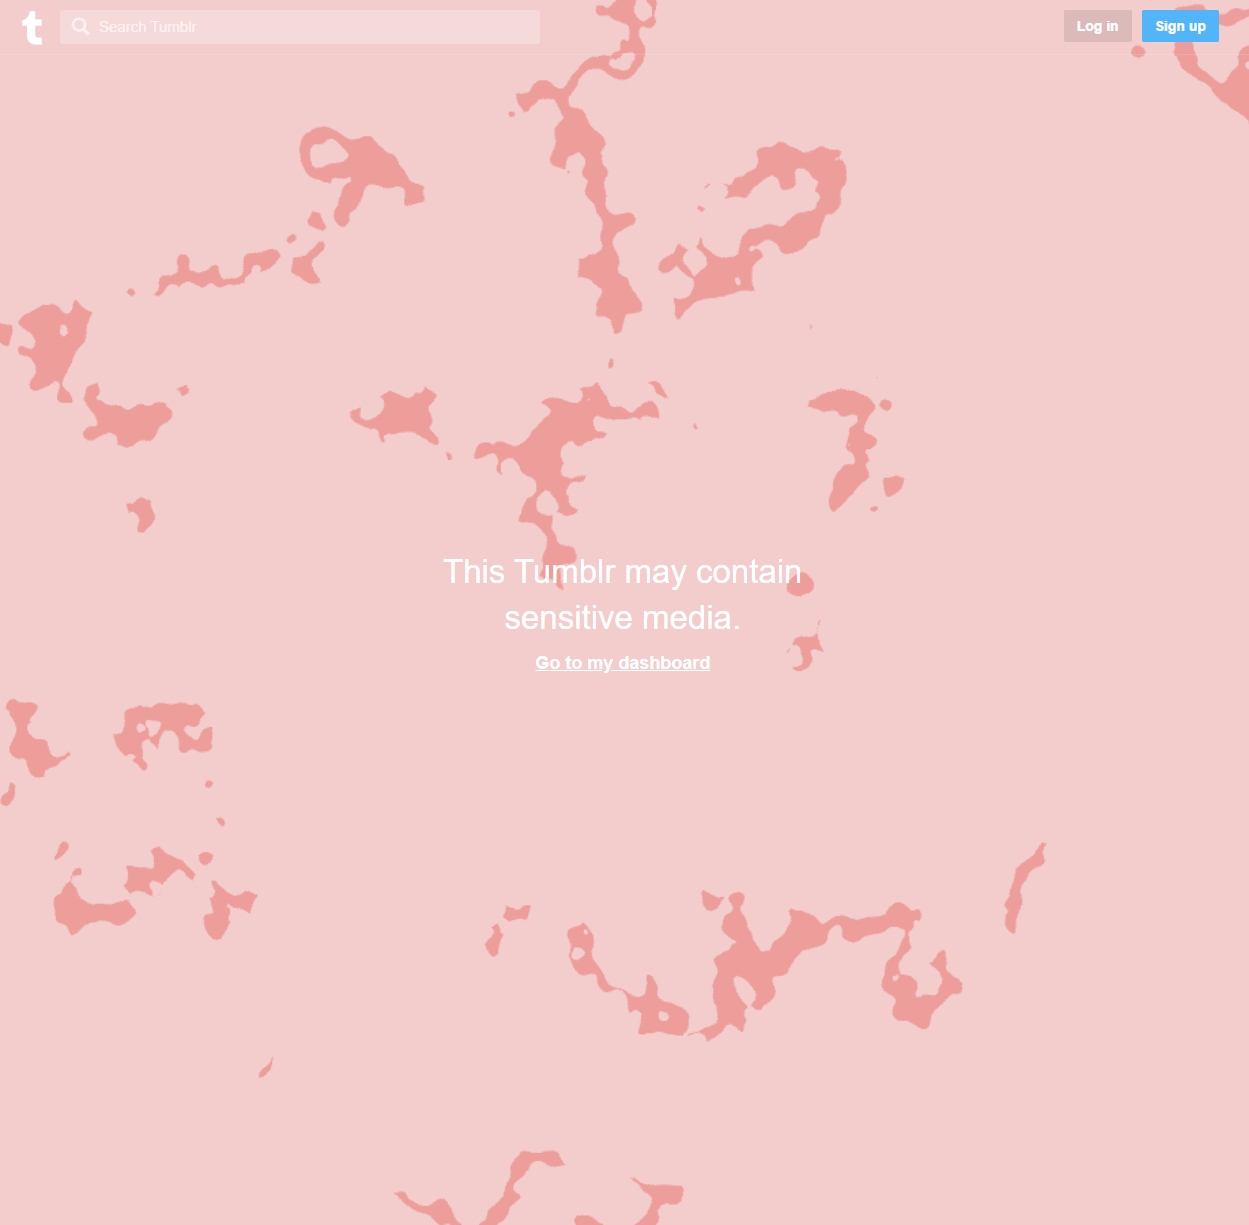 t
Search Tumblr
Log in
Sign up
This Tumblr may contain
sensitive media.
Go to my dashboard